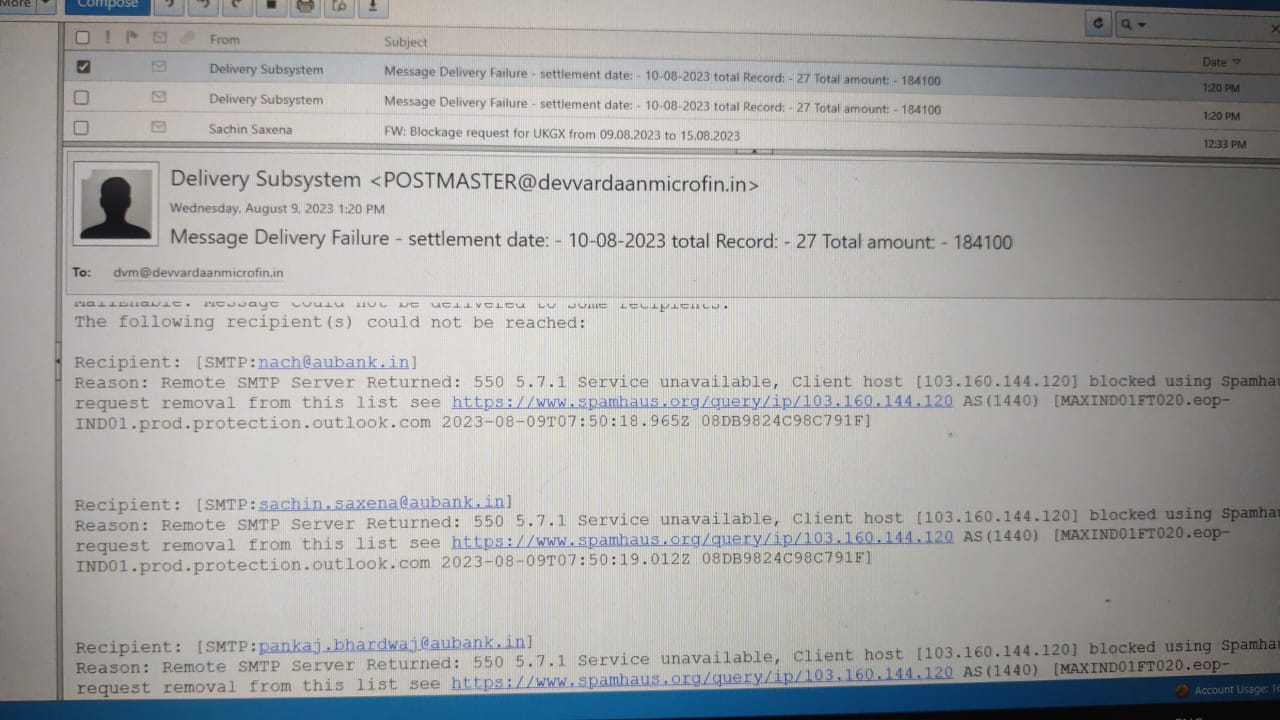 More
Compose
From Subject
Date
Delivery Subsystem Message Delivery Failure - settlement date: - 10-08-2023 total Record: - 27 Total amount: - 184100 1:20 PM
Delivery Subsystem Message Delivery Failure - settlement date: - 10-08-2023 total Record: - 27 Total amount: - 184100 1:20 PM
Sachin Saxena FW: Blockage request for UKGX from 09.08.2023 to 15.08.2023 12:33 PM
Delivery Subsystem <POSTMASTER@devvardaanmicrofin.in>
Wednesday, August 9, 2023 1:20 PM
Message Delivery Failure - settlement date: - 10-08-2023 total Record: - 27 Total amount: - 184100
To: dvm@devvardaanmicrofin.in
MailEnable: Message could not be delivered to some recipients.
The following recipient(s) could not be reached:
Recipient: [SMTP:nach@aubank.in]
Reason: Remote SMTP Server Returned: 550 5.7.1 Service unavailable, Client host [103.160.144.120] blocked using Spamhau
request removal from this list see https://www.spamhaus.org/query/ip/103.160.144.120 AS(1440) [MAXIND01FT020.eop-
IND01.prod.protection.outlook.com 2023-08-09T07:50:18.965Z 08DB9824C98C791F]
Recipient: [SMTP:sachin.saxena@aubank.in]
Reason: Remote SMTP Server Returned: 550 5.7.1 Service unavailable, Client host [103.160.144.120] blocked using Spamhau
request removal from this list see https://www.spamhaus.org/query/ip/103.160.144.120 AS(1440) [MAXIND01FT020.eop-
IND01.prod.protection.outlook.com 2023-08-09T07:50:19.012Z 08DB9824C98C791F]
Recipient: [SMTP:pankaj.bhardwaj@aubank.in]
Reason: Remote SMTP Server Returned: 550 5.7.1 Service unavailable, Client host [103.160.144.120] blocked using Spamhau
request removal from this list see https://www.spamhaus.org/query/ip/103.160.144.120 AS(1440) [MAXIND01FT020.eop-
Account Usage: